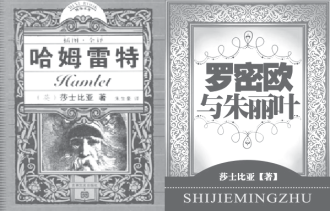 插图·全译
哈姆雷特
Hamlet
莎士比亚 著
罗密欧
与朱丽叶
莎士比亚【著】
SHIJIEMINGZHU